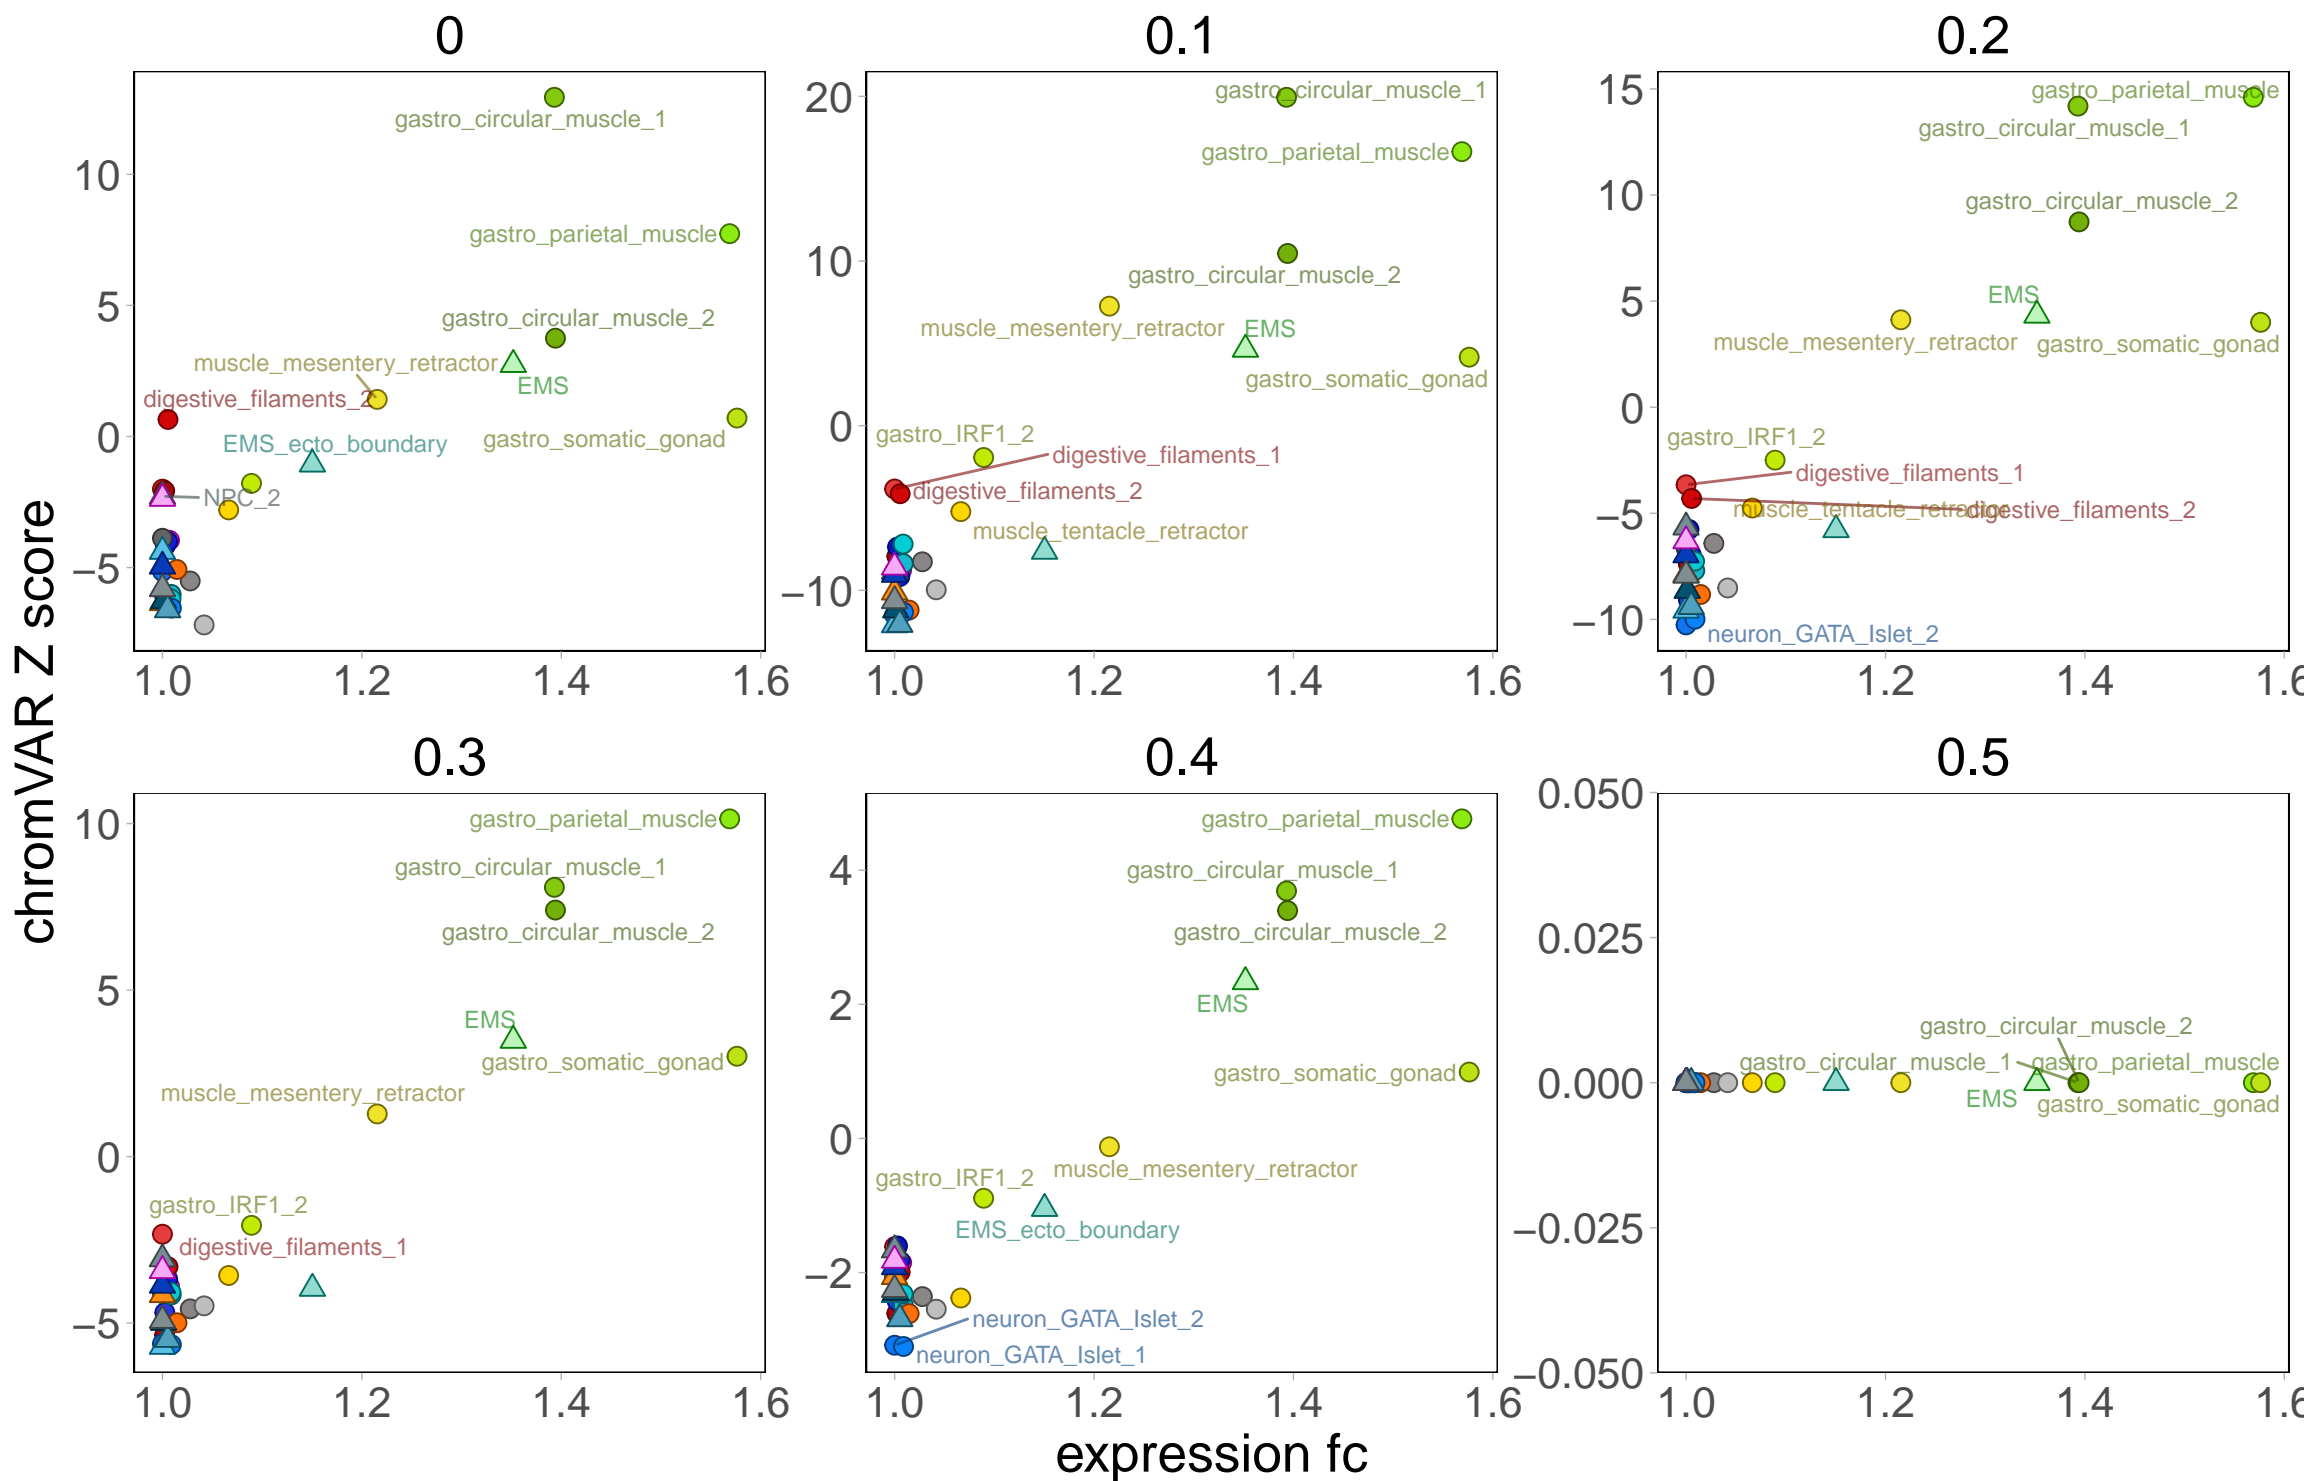 0
0.1
0.2
chromVAR Z score
10
5
0
−5
gastro_circular_muscle_1
gastro_parietal_muscle
gastro_circular_muscle_2
muscle_mesentery_retractor
EMS
digestive_filaments_2
EMS_ecto_boundary
gastro_somatic_gonad
NPC_2
1.0
1.2
1.4
1.6
20
10
0
−10
gastro_circular_muscle_1
gastro_parietal_muscle
gastro_circular_muscle_2
muscle_mesentery_retractor
EMS
gastro_somatic_gonad
gastro_IRF1_2
digestive_filaments_1
digestive_filaments_2
muscle_tentacle_retractor
1.0
1.2
1.4
1.6
15
10
5
0
−5
−10
gastro_parietal_muscle
gastro_circular_muscle_1
gastro_circular_muscle_2
EMS
muscle_mesentery_retractor
gastro_somatic_gonad
gastro_IRF1_2
digestive_filaments_1
muscle_tentacle_retractor
digestive_filaments_2
neuron_GATA_Islet_2
1.0
1.2
1.4
1.6
0.3
0.4
0.5
10
5
0
−5
gastro_parietal_muscle
gastro_circular_muscle_1
gastro_circular_muscle_2
EMS
gastro_somatic_gonad
muscle_mesentery_retractor
gastro_IRF1_2
digestive_filaments_1
1.0
1.2
1.4
1.6
4
2
0
−2
gastro_parietal_muscle
gastro_circular_muscle_1
gastro_circular_muscle_2
EMS
gastro_somatic_gonad
muscle_mesentery_retractor
gastro_IRF1_2
EMS_ecto_boundary
neuron_GATA_Islet_2
neuron_GATA_Islet_1
1.0
1.2
1.4
1.6
0.050
0.025
0.000
−0.025
−0.050
gastro_circular_muscle_2
gastro_circular_muscle_1
gastro_parietal_muscle
EMS
gastro_somatic_gonad
1.0
1.2
1.4
1.6
expression fc